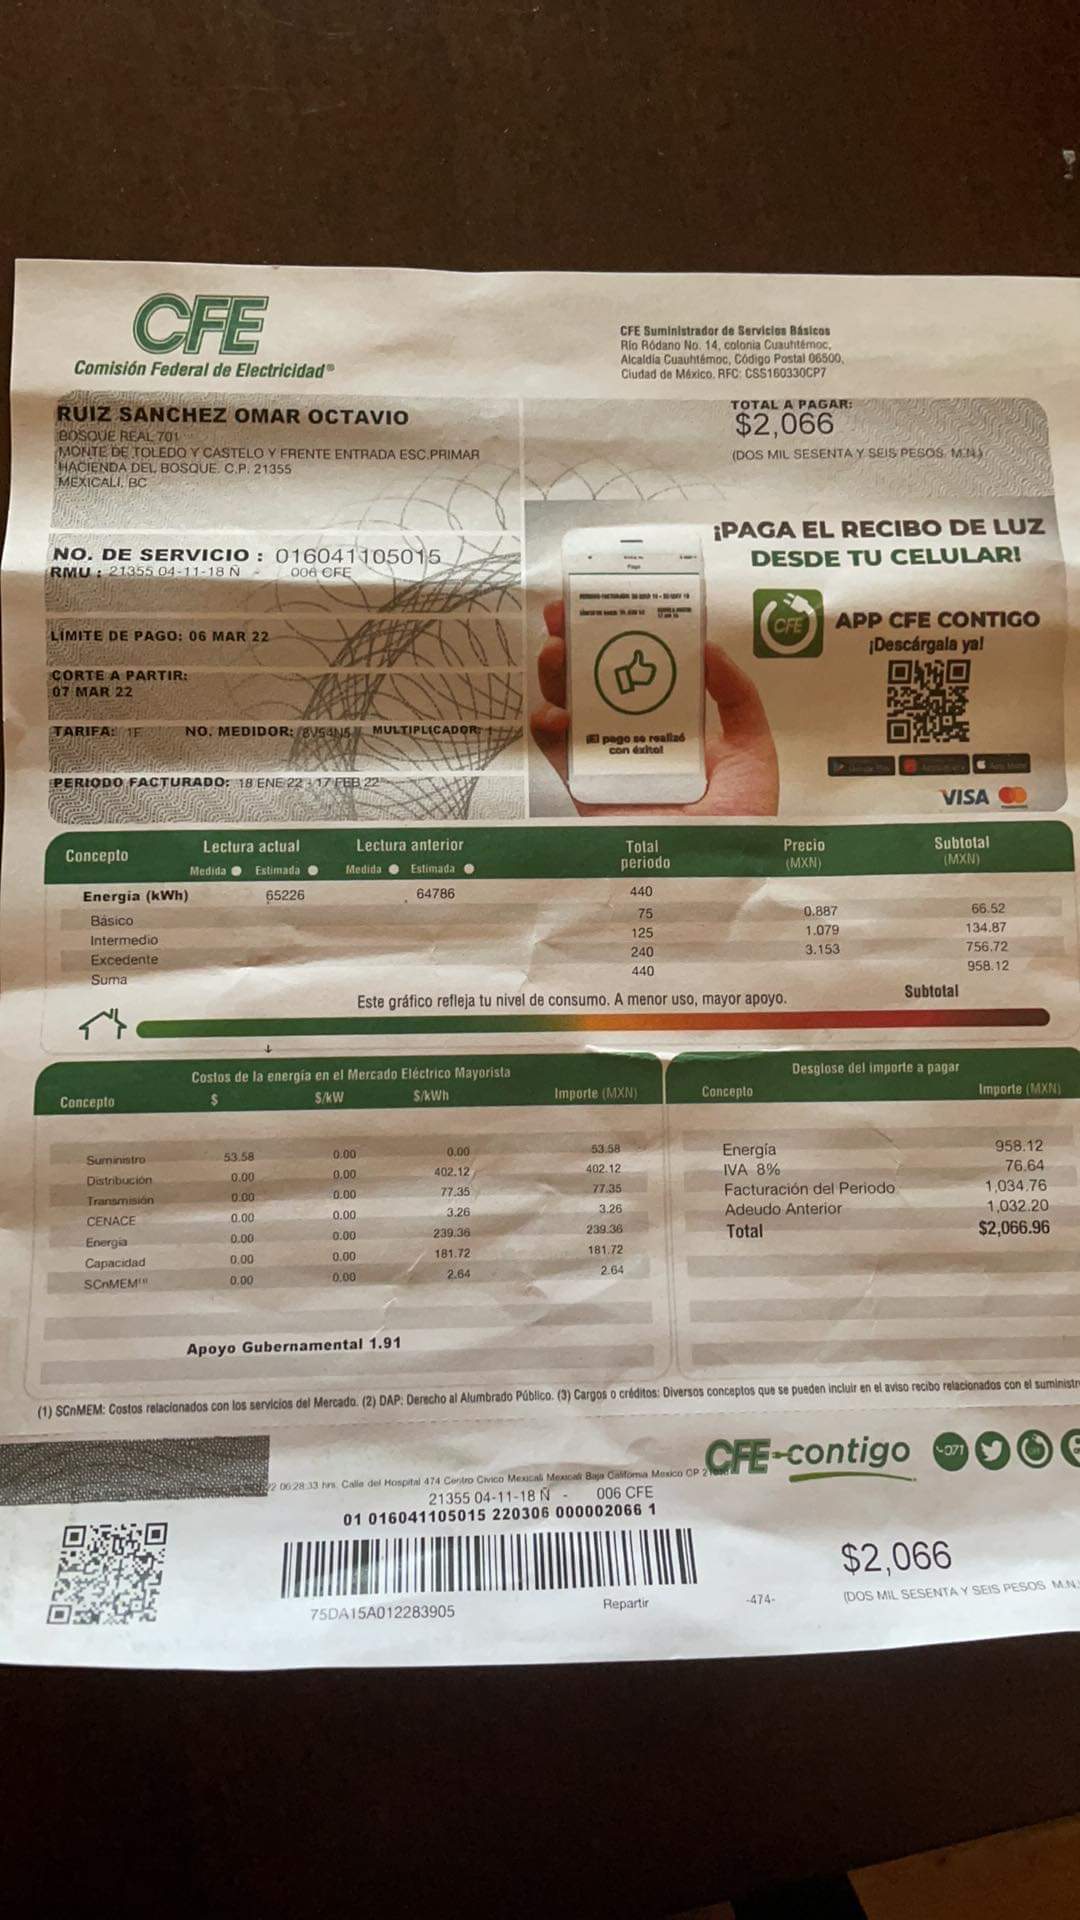 CFE
Comisión Federal de Electricidad®
CFE Suministrador de Servicios Básicos
Río Ródano No. 14, colonia Cuauhtémoc,
Alcaldía Cuauhtémoc, Código Postal 06500,
Ciudad de México. RFC: CSS160330CP7
RUIZ SANCHEZ OMAR OCTAVIO
BOSQUE REAL 701
MONTE DE TOLEDO Y CASTELO Y FRENTE ENTRADA ESC.PRIMAR
HACIENDA DEL BOSQUE. C.P. 21355
MEXICALI, BC
TOTAL A PAGAR:
$2,066
(DOS MIL SESENTA Y SEIS PESOS M.N.)
NO. DE SERVICIO : 016041105015
RMU : 21355 04-11-18 Ñ - 006 CFE
LÍMITE DE PAGO: 06 MAR 22
CORTE A PARTIR:
07 MAR 22
TARIFA: 1F NO. MEDIDOR: 8V54N5 MULTIPLICADOR: 1
PERIODO FACTURADO: 18 ENE 22 - 17 FEB 22
¡PAGA EL RECIBO DE LUZ
DESDE TU CELULAR!
CFE
APP CFE CONTIGO
¡Descárgala ya!
¡El pago se realizó
con éxito!
VISA
Concepto Lectura actual Lectura anterior Total periodo Precio (MXN) Subtotal (MXN)
Medida Estimada Medida Estimada
Energía (kWh) 65226 64786 440
Básico 75 0.887 66.52
Intermedio 125 1.079 134.87
Excedente 240 3.153 756.72
Suma 440 958.12
Este gráfico refleja tu nivel de consumo. A menor uso, mayor apoyo.
Subtotal
Costos de la energía en el Mercado Eléctrico Mayorista
Concepto $ $/kW $/kWh Importe (MXN)
Suministro 53.58 0.00 0.00 53.58
Distribución 0.00 0.00 402.12 402.12
Transmisión 0.00 0.00 77.35 77.35
CENACE 0.00 0.00 3.26 3.26
Energía 0.00 0.00 239.36 239.36
Capacidad 0.00 0.00 181.72 181.72
SCnMEM(1) 0.00 0.00 2.64 2.64
Apoyo Gubernamental 1.91
Desglose del importe a pagar
Concepto Importe (MXN)
Energía 958.12
IVA 8% 76.64
Facturación del Periodo 1,034.76
Adeudo Anterior 1,032.20
Total $2,066.96
(1) SCnMEM: Costos relacionados con los servicios del Mercado. (2) DAP: Derecho al Alumbrado Público. (3) Cargos o créditos: Diversos conceptos que se pueden incluir en el aviso recibo relacionados con el suministr
CFE-contigo
071
06:28:33 hrs. Calle del Hospital 474 Centro Civico Mexicali Mexicali Baja California Mexico CP
21355 04-11-18 Ñ - 006 CFE
01 016041105015 220306 000002066 1
75DA15A012283905
Repartir
-474-
$2,066
(DOS MIL SESENTA Y SEIS PESOS M.N.